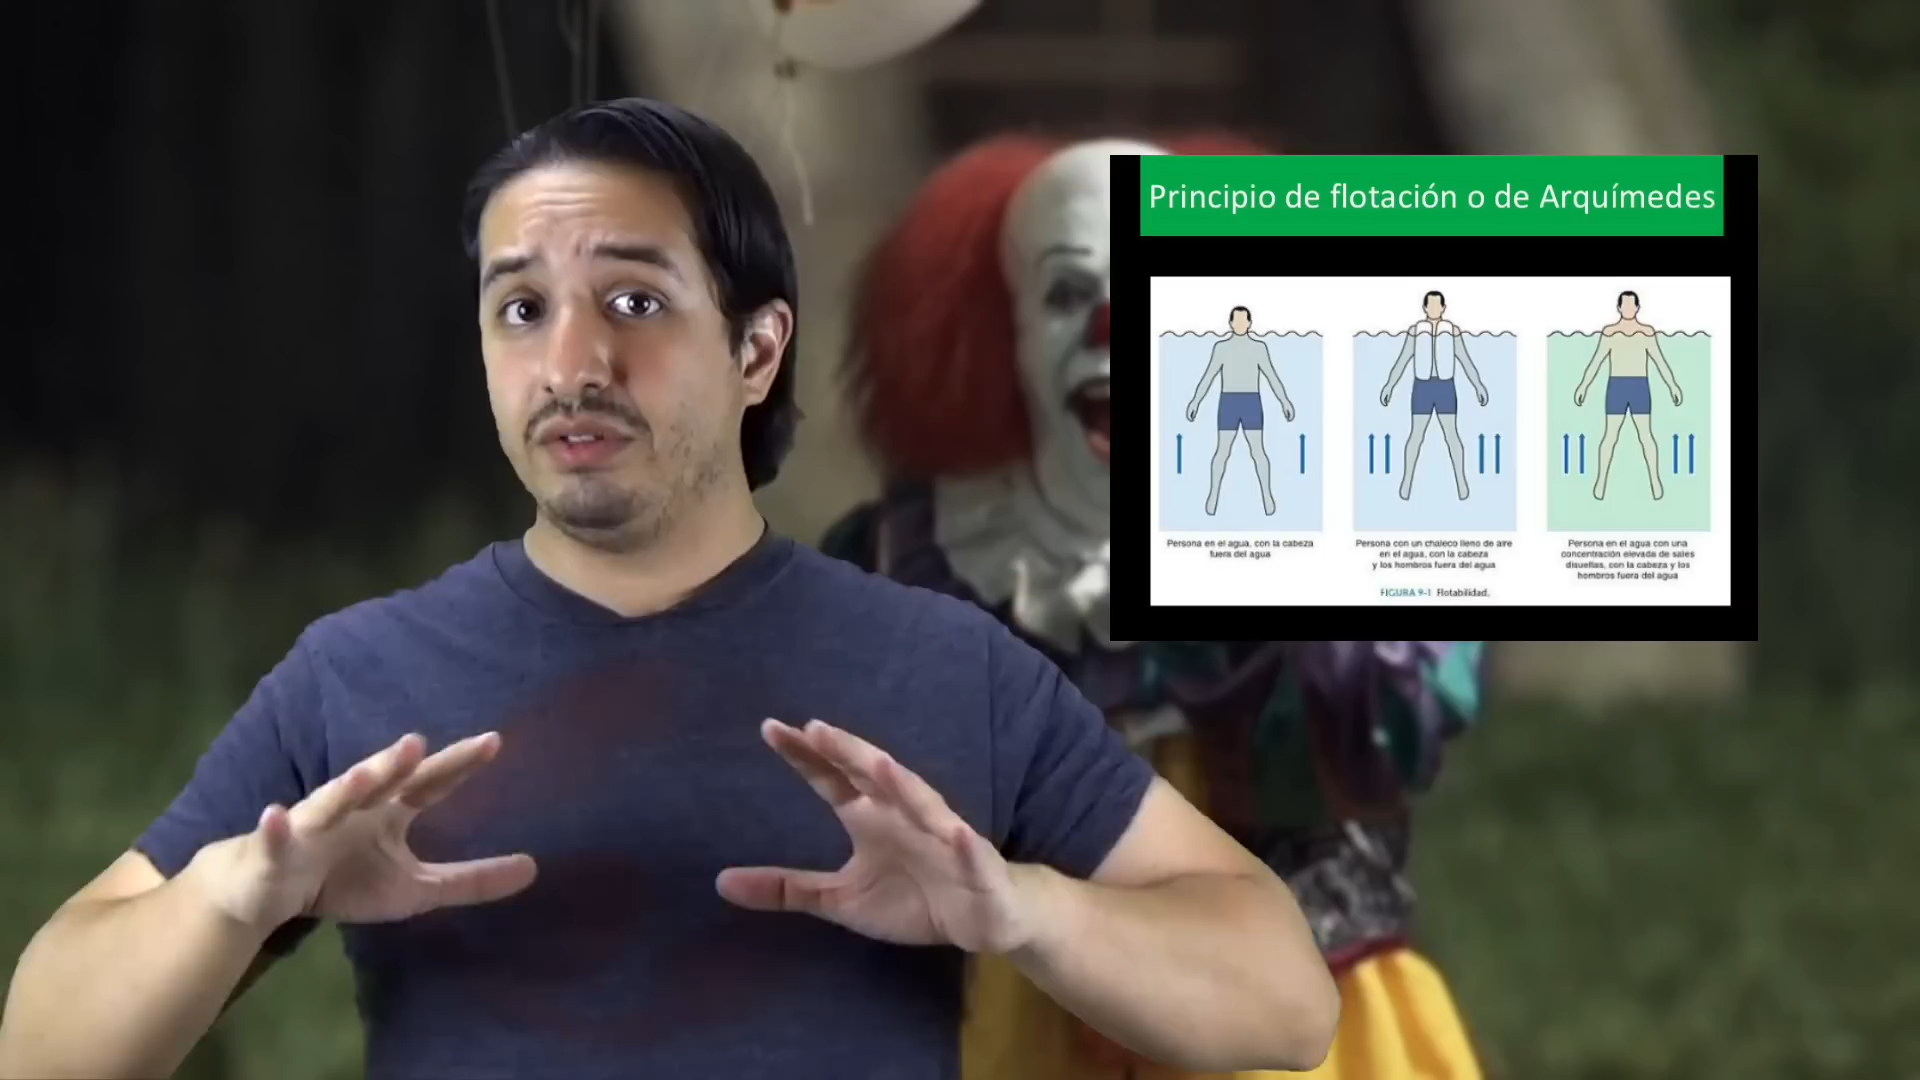 Principio de flotación o de Arquímedes
Persona en el agua, con la cabeza
fuera del agua
Persona con un chaleco lleno de aire
en el agua, con la cabeza
y los hombros fuera del agua
Persona en el agua con una
concentración elevada de sales
disueltas, con la cabeza y los
hombros fuera del agua
FIGURA 9-1 Flotabilidad.